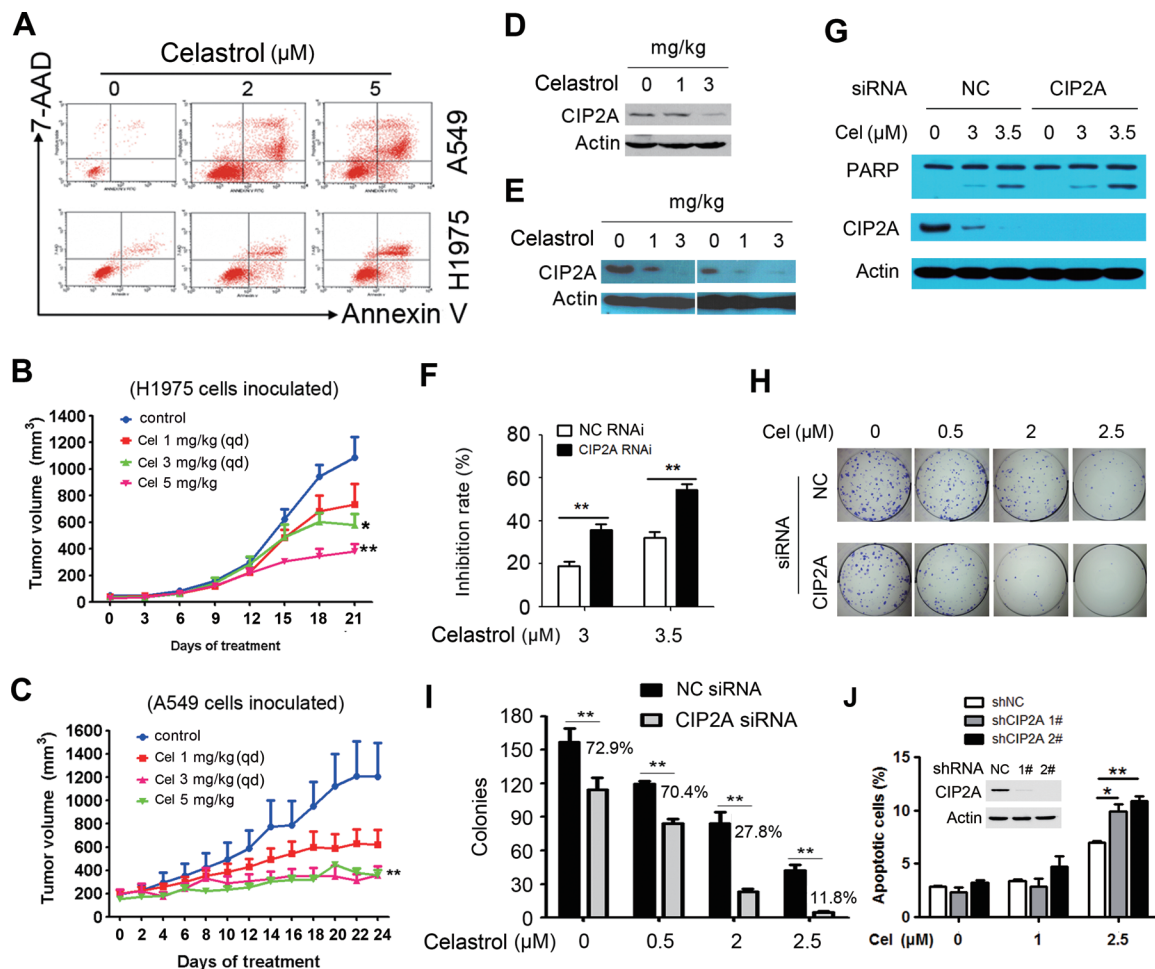 A
Celastrol (μM)
0 2 5
7-AAD
A549
H1975
Annexin V
B
(H1975 cells inoculated)
control
Cel 1 mg/kg (qd)
Cel 3 mg/kg (qd)
Cel 5 mg/kg
Tumor volume (mm3)
1400
1200
1000
800
600
400
200
0
*
**
0 3 6 9 12 15 18 21
Days of treatment
C
(A549 cells inoculated)
control
Cel 1 mg/kg (qd)
Cel 3 mg/kg (qd)
Cel 5 mg/kg
Tumor volume (mm3)
1600
1400
1200
1000
800
600
400
200
0
**
0 2 4 6 8 10 12 14 16 18 20 22 24
Days of treatment
D
mg/kg
Celastrol 0 1 3
CIP2A
Actin
E
mg/kg
Celastrol 0 1 3 0 1 3
CIP2A
Actin
F
NC RNAi
CIP2A RNAi
Inhibition rate (%)
80
60
40
20
0
**
**
Celastrol (μM) 3 3.5
G
siRNA NC CIP2A
Cel (μM) 0 3 3.5 0 3 3.5
PARP
CIP2A
Actin
H
Cel (μM) 0 0.5 2 2.5
siRNA
NC
CIP2A
I
NC siRNA
CIP2A siRNA
Colonies
180
150
120
90
60
30
0
**
72.9%
**
70.4%
**
27.8%
**
11.8%
Celastrol (μM) 0 0.5 2 2.5
J
shNC
shCIP2A 1#
shCIP2A 2#
Apoptotic cells (%)
15
10
5
0
shRNA NC 1# 2#
CIP2A
Actin
**
*
Cel (μM) 0 1 2.5